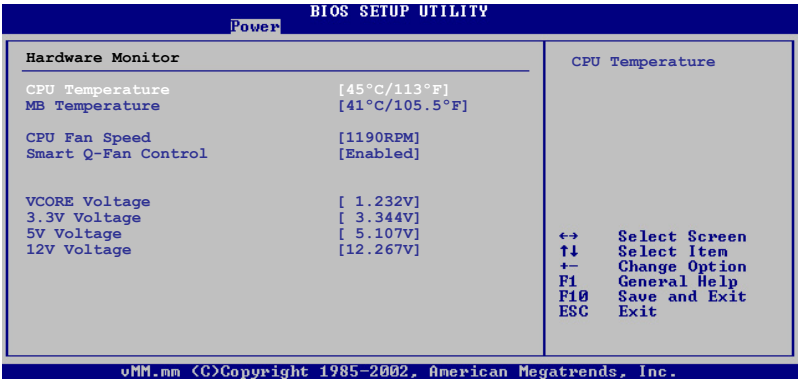 BIOS SETUP UTILITY
Power
Hardware Monitor
CPU Temperature [45°C/113°F]
MB Temperature [41°C/105.5°F]
CPU Fan Speed [1190RPM]
Smart Q-Fan Control [Enabled]
VCORE Voltage [ 1.232V]
3.3V Voltage [ 3.344V]
5V Voltage [ 5.107V]
12V Voltage [12.267V]
CPU Temperature
←→ Select Screen
↑↓ Select Item
+- Change Option
F1 General Help
F10 Save and Exit
ESC Exit
vMM.mm (C)Copyright 1985-2002, American Megatrends, Inc.